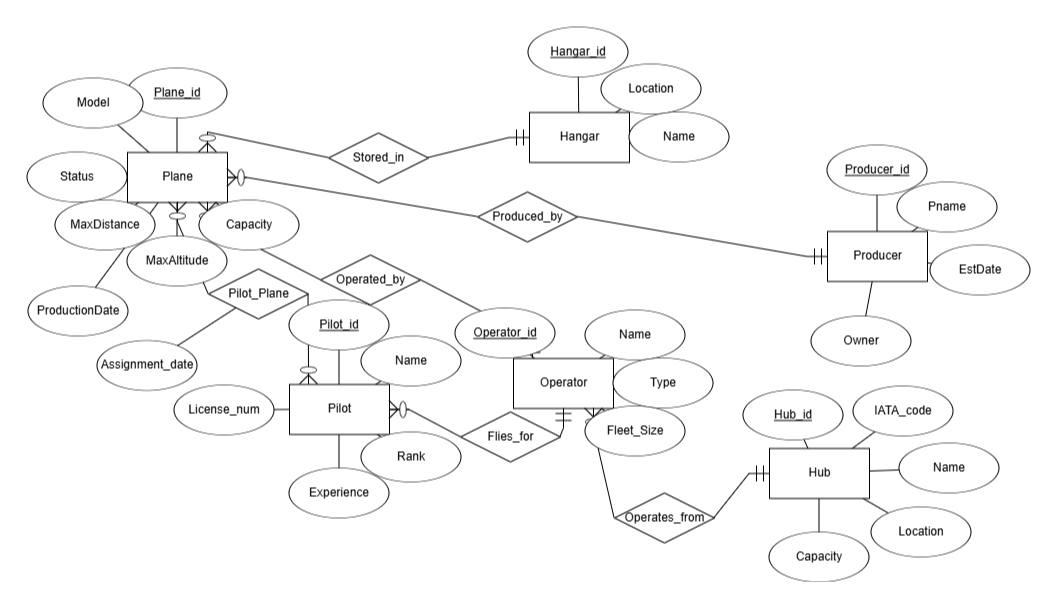 Hangar_id
Location
Hangar
Name
Model
Plane_id
Stored_in
Status
Plane
MaxDistance
Capacity
MaxAltitude
ProductionDate
Produced_by
Producer_id
Pname
Producer
EstDate
Owner
Pilot_Plane
Operated_by
Assignment_date
Pilot_id
Name
License_num
Pilot
Rank
Experience
Operator_id
Name
Operator
Type
Fleet_Size
Flies_for
Operates_from
Hub_id
IATA_code
Hub
Name
Location
Capacity